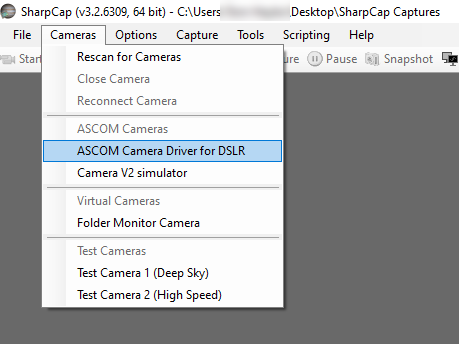 SharpCap (v3.2.6309, 64 bit) - C:\Users \Desktop\SharpCap Captures
File Cameras Options Capture Tools Scripting Help
Start ure Pause Snapshot
Rescan for Cameras
Close Camera
Reconnect Camera
ASCOM Cameras
ASCOM Camera Driver for DSLR
Camera V2 simulator
Virtual Cameras
Folder Monitor Camera
Test Cameras
Test Camera 1 (Deep Sky)
Test Camera 2 (High Speed)